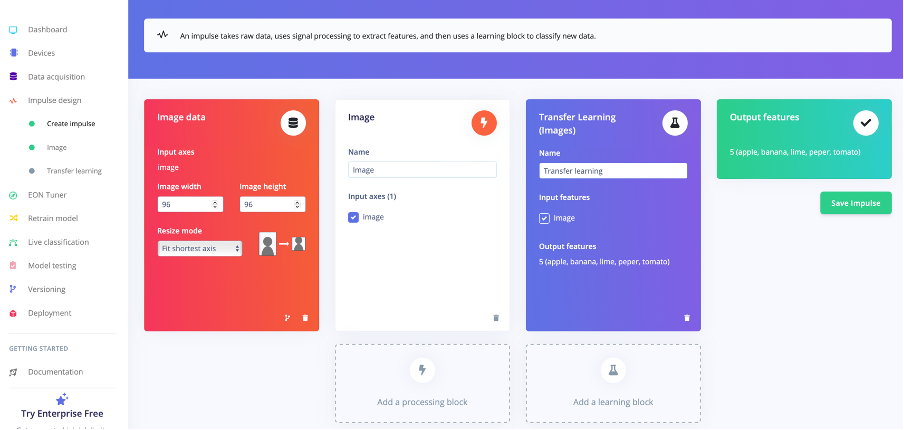 Dashboard
Devices
Data acquisition
Impulse design
Create impulse
Image
Transfer learning
EON Tuner
Retrain model
Live classification
Model testing
Versioning
Deployment
GETTING STARTED
Documentation
Try Enterprise Free
An impulse takes raw data, uses signal processing to extract features, and then uses a learning block to classify new data.
Image data
Input axes
image
Image width
Image height
96
96
Resize mode
Fit shortest axis
Image
Name
Image
Input axes (1)
image
Add a processing block
Transfer Learning
(Images)
Name
Transfer learning
Input features
Image
Output features
5 (apple, banana, lime, peper, tomato)
Add a learning block
Output features
5 (apple, banana, lime, peper, tomato)
Save Impulse